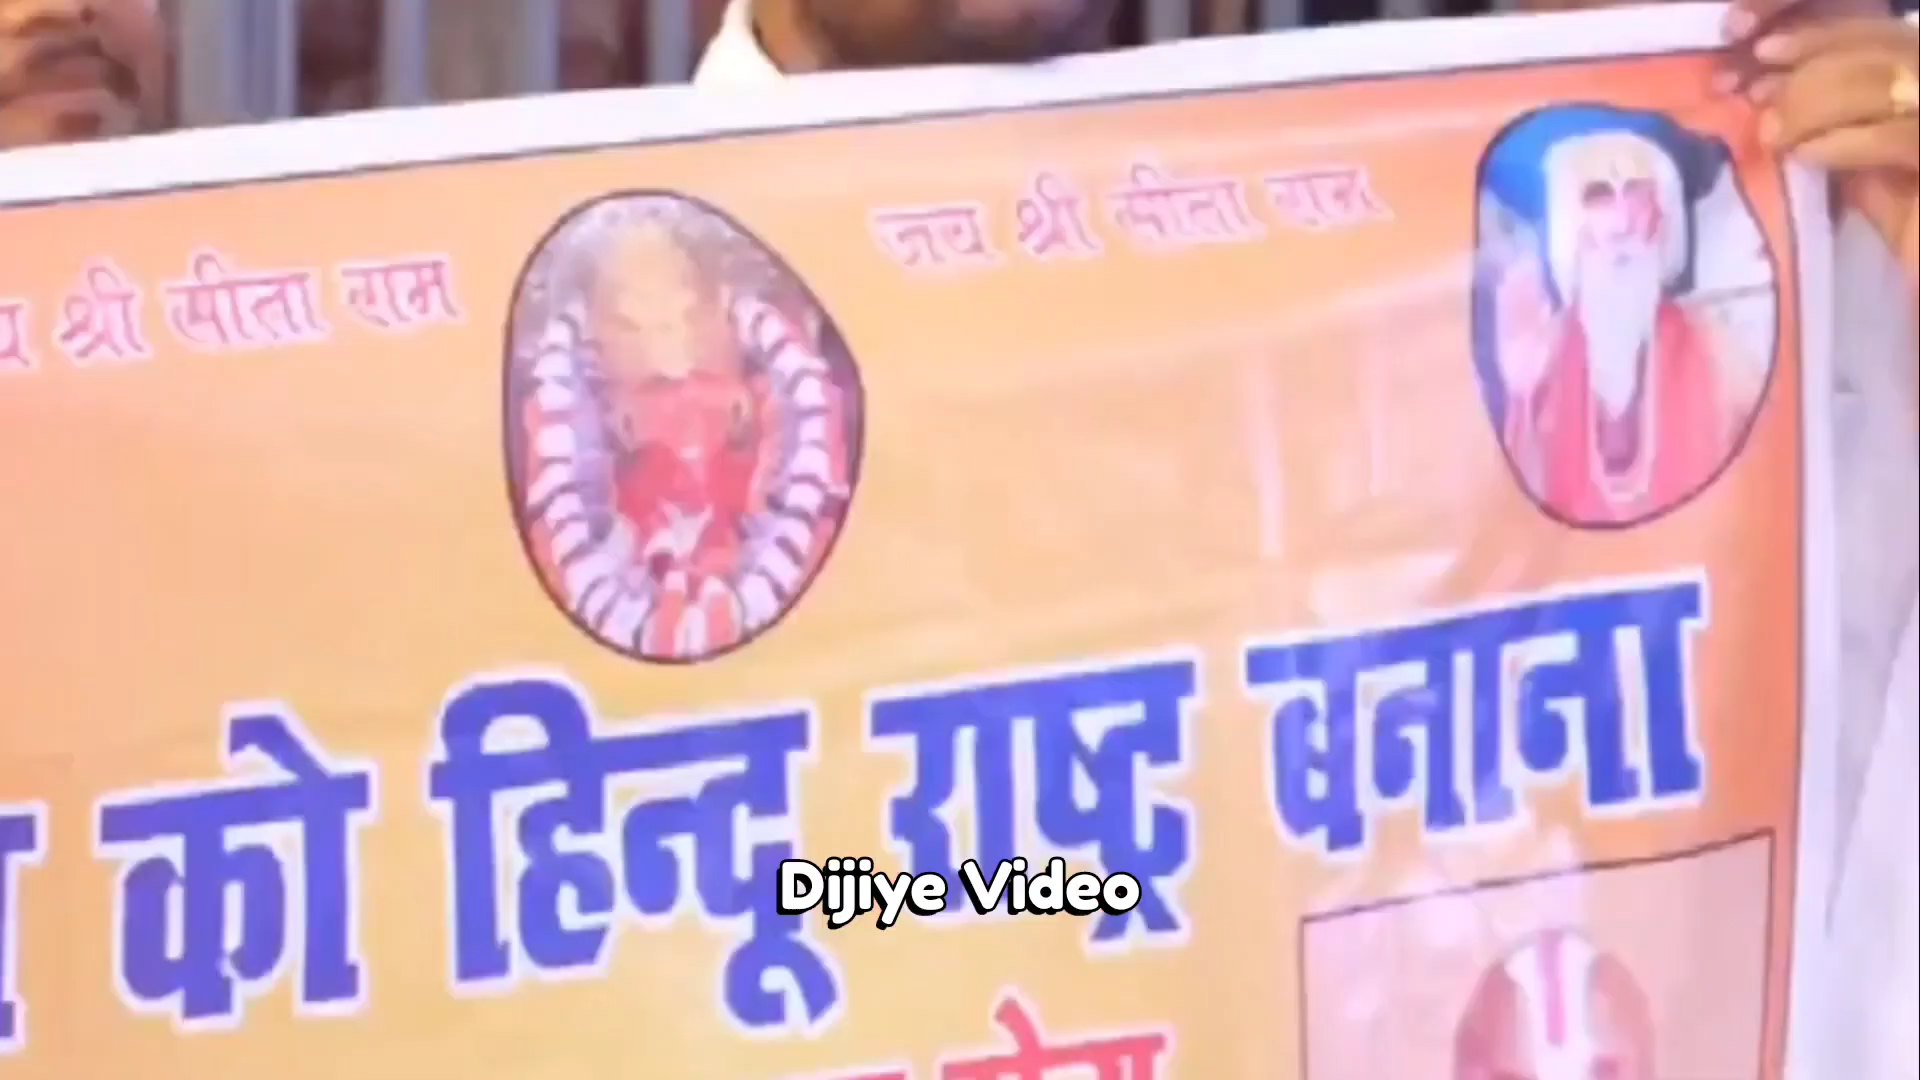 श्री सीता राम
जय श्री सीता राम
को हिन्दू राष्ट्र बनाना
Dijiye Video